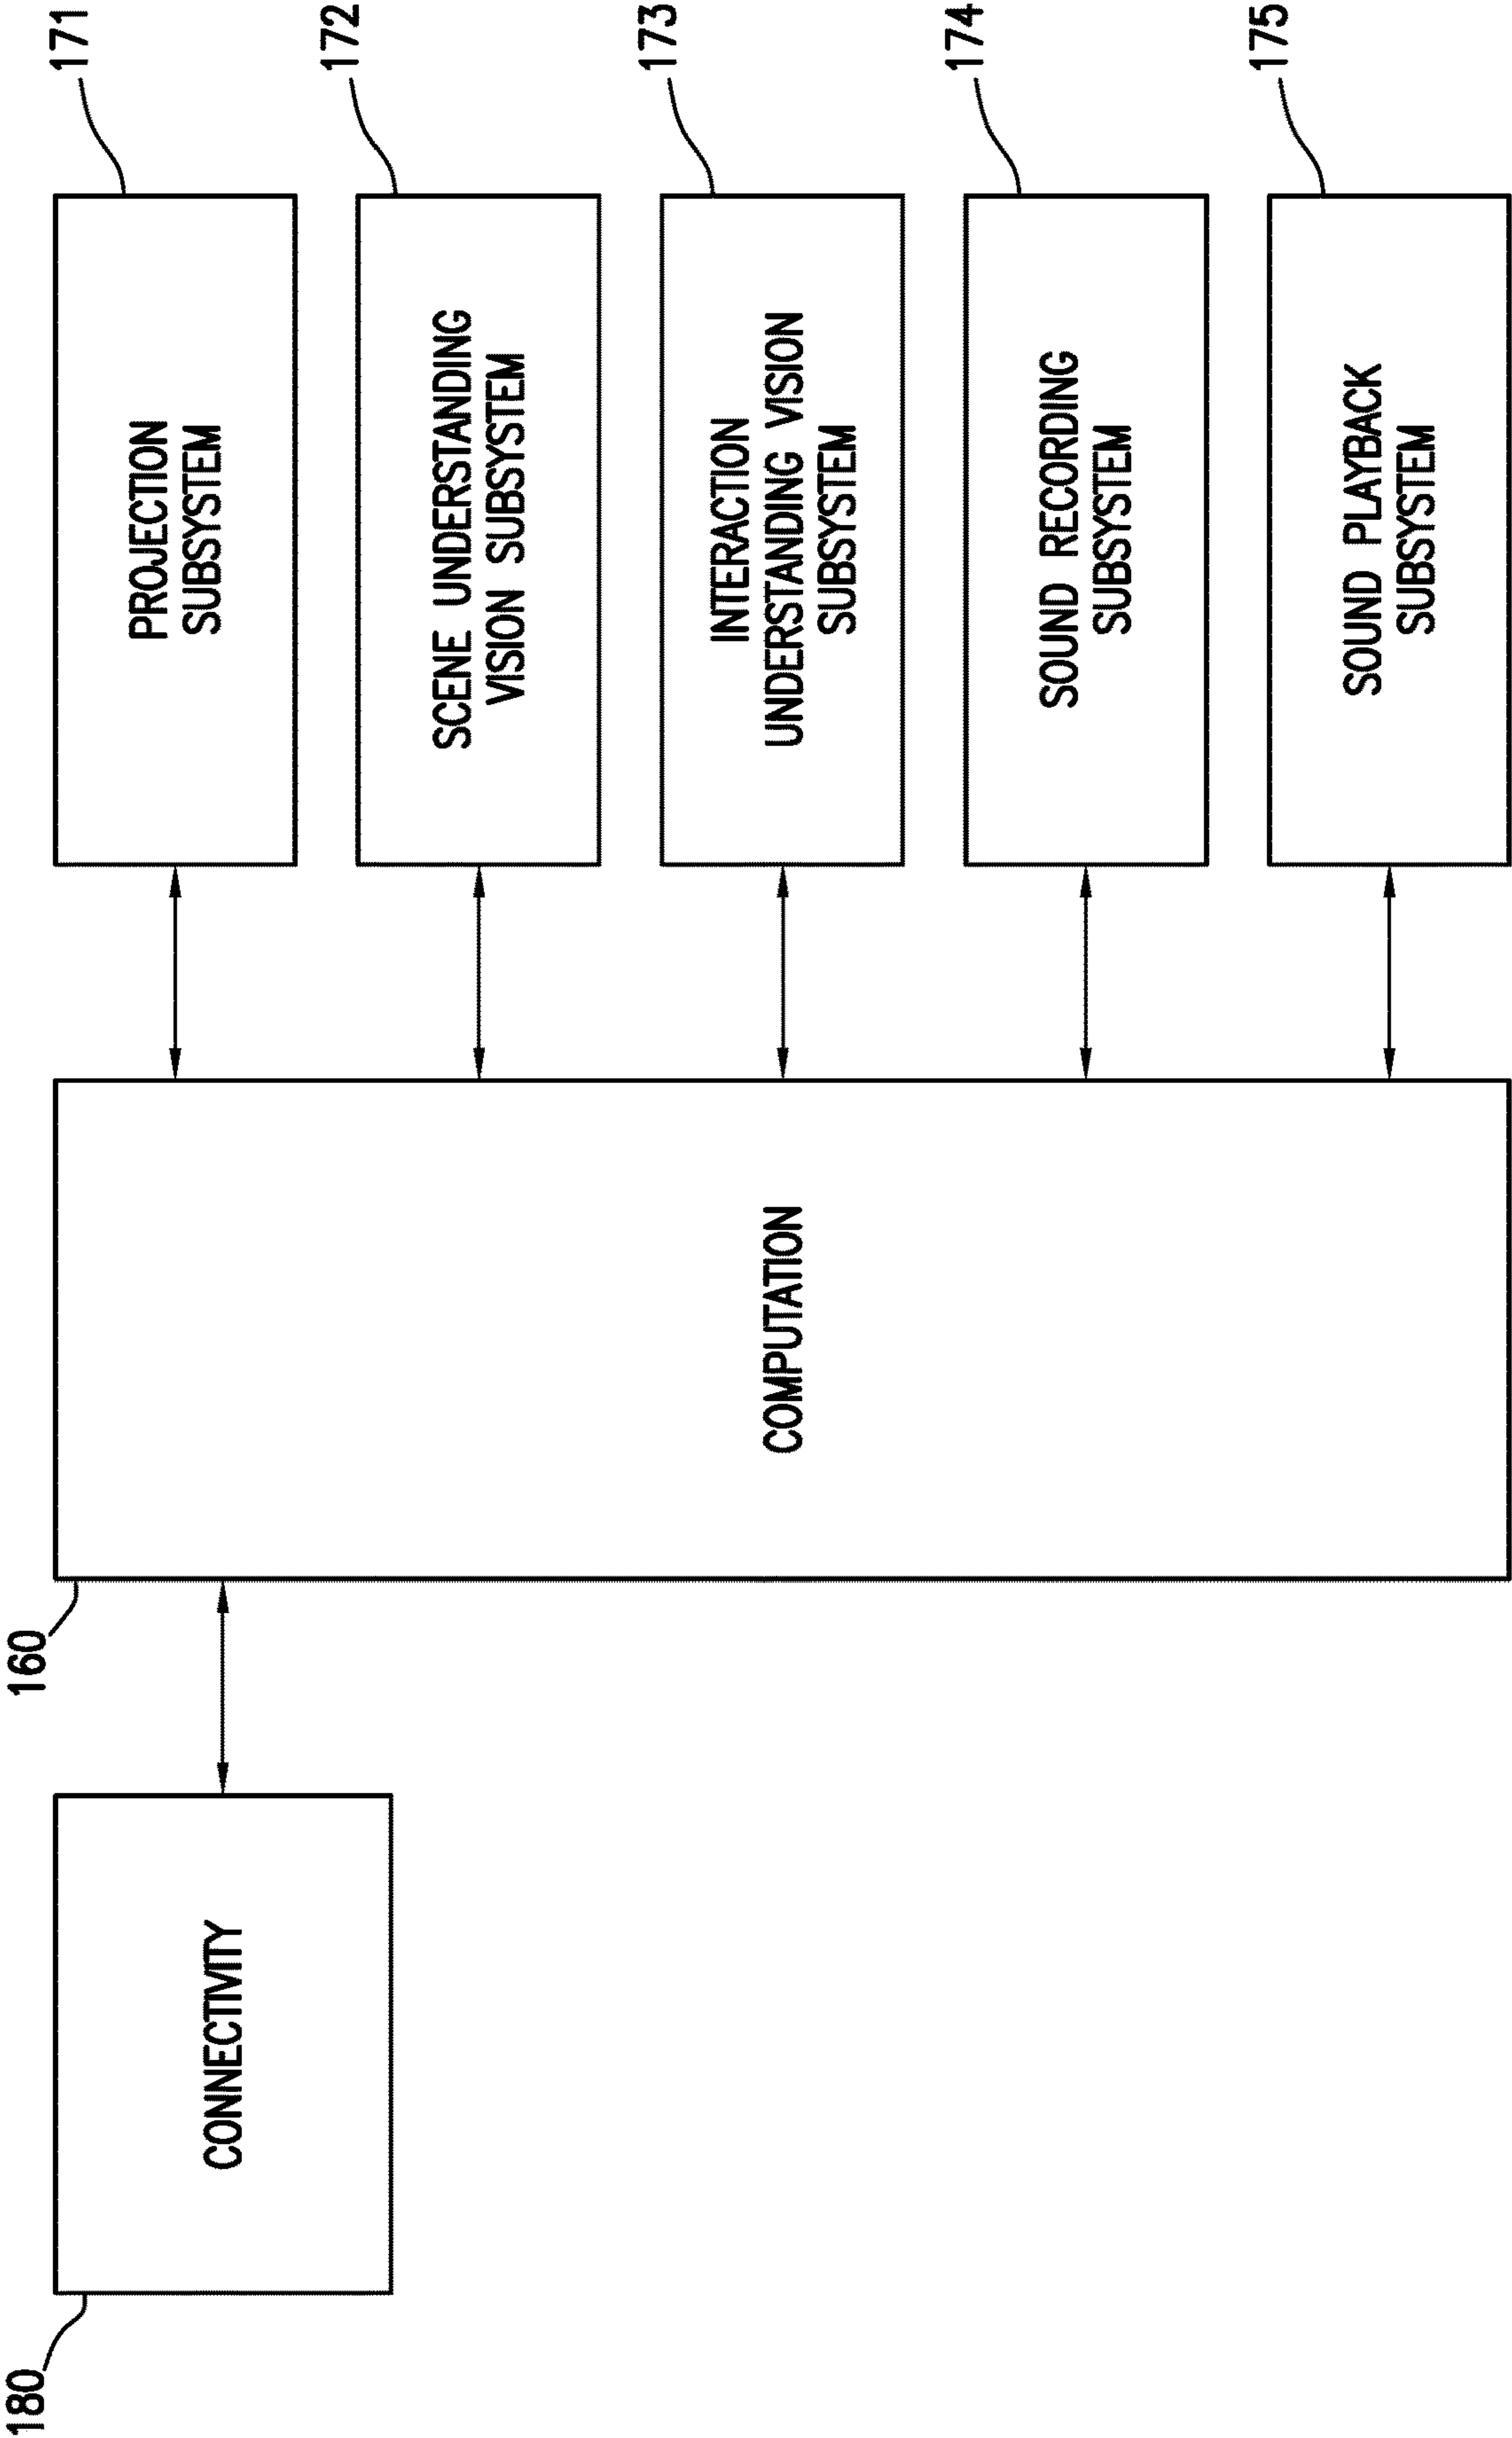 180
CONNECTIVITY
160
COMPUTATION
PROJECTION
SUBSYSTEM
171
SCENE UNDERSTANDING
VISION SUBSYSTEM
172
INTERACTION
UNDERSTANDING VISION
SUBSYSTEM
173
SOUND RECORDING
SUBSYSTEM
174
SOUND PLAYBACK
SUBSYSTEM
175